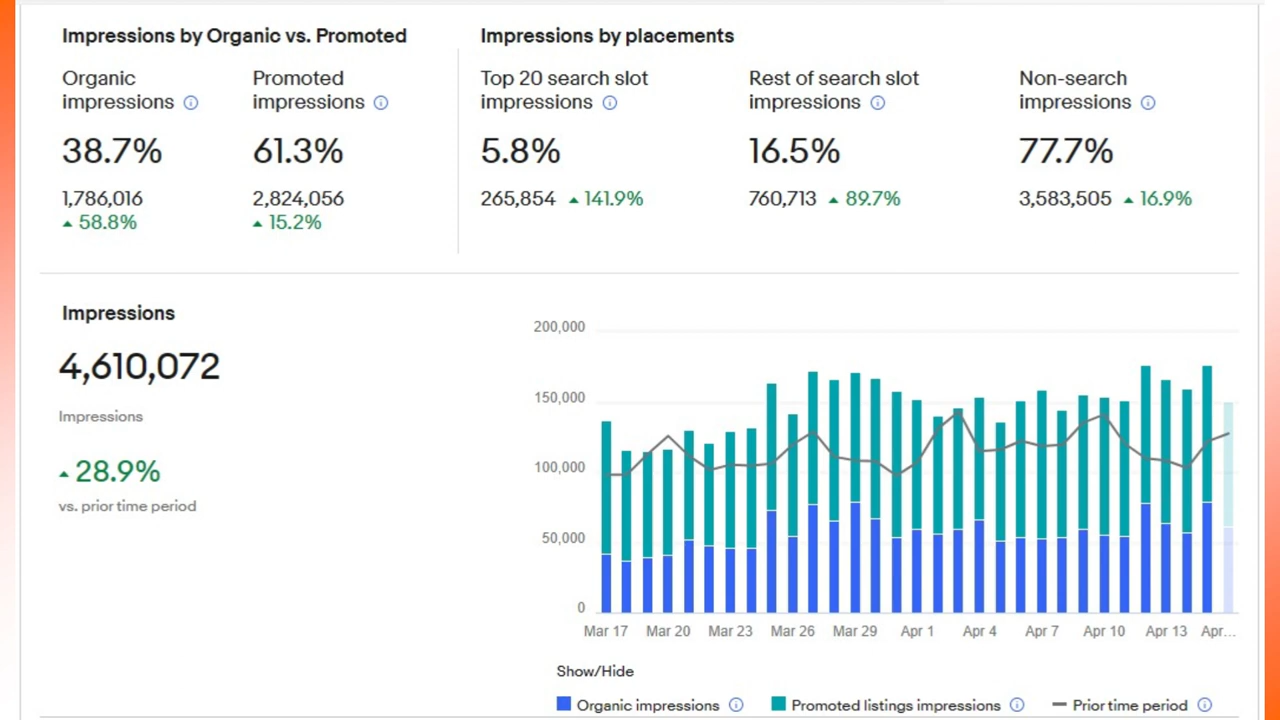 Impressions by Organic vs. Promoted
Organic impressions
38.7%
1,786,016
58.8%
Promoted impressions
61.3%
2,824,056
15.2%
Impressions by placements
Top 20 search slot impressions
5.8%
265,854 141.9%
Rest of search slot impressions
16.5%
760,713 89.7%
Non-search impressions
77.7%
3,583,505 16.9%
Impressions
4,610,072
Impressions
28.9%
vs. prior time period
200,000
150,000
100,000
50,000
0
Mar 17 Mar 20 Mar 23 Mar 26 Mar 29 Apr 1 Apr 4 Apr 7 Apr 10 Apr 13 Apr...
Show/Hide
Organic impressions Promoted listings impressions Prior time period